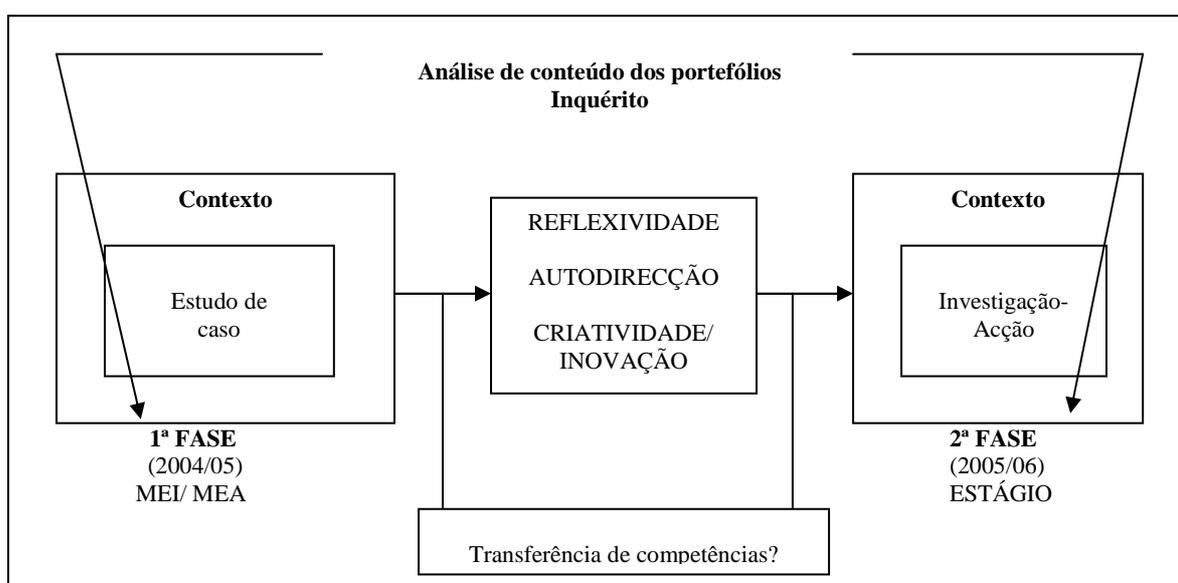 Análise de conteúdo dos portefólios
Inquérito
Contexto
Estudo de
caso
1ª FASE
(2004/05)
MEI/ MEA
REFLEXIVIDADE
AUTODIRECÇÃO
CRIATIVIDADE/
INOVAÇÃO
Contexto
Investigação-
Acção
2ª FASE
(2005/06)
ESTÁGIO
Transferência de competências?